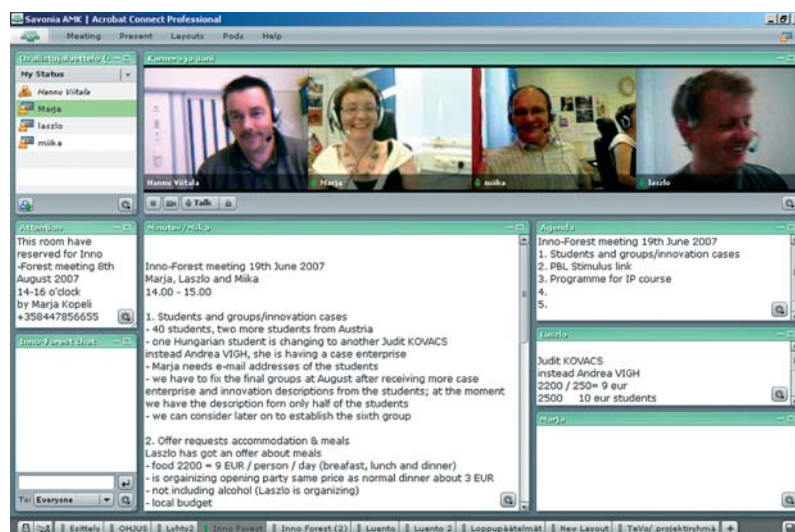 Savonia AMK | Acrobat Connect Professional
Meeting Present Layouts Pods Help
Osallistujaluettelo (
My Status
Hannu Viitala
Marja
laszlo
miika
Kamera ja ääni
Hannu Viitala
Marja
miika
laszlo
Talk
Attention
This room have
reserved for Inno
-Forest meeting 8th
August 2007
14-16 o'clock
by Marja Kopeli
+358447856655
Inno-Forest Chat
To: Everyone
Minutes/Mika
Inno-Forest meeting 19th June 2007
Marja, Laszlo and Miika
14.00 - 15.00
1. Students and groups/innovation cases
- 40 students, two more students from Austria
- one Hungarian student is changing to another Judit KOVACS
instead Andrea VIGH, she is having a case enterprise
- Marja needs e-mail addresses of the students
- we have to fix the final groups at August after receiving more case
enterprise and innovation descriptions from the students; at the moment
we have the description forn only half of the students
- we can consider later on to establish the sixth group
2. Offer requests accommodation & meals
Laszlo has got an offer about meals
- food 2200 = 9 EUR / person / day (breafast, lunch and dinner)
- is orgainizing opening party same price as normal dinner about 3 EUR
- not including alcohol (Laszlo is organizing)
- local budget
Agenda
Inno-Forest meeting 19th June 2007
1. Students and groups/innovation cases
2. PBL Stimulus link
3. Programme for IP course
4.
5.
Laszlo
Judit KOVACS
instead Andrea VIGH
2200 / 250= 9 eur
2500 10 eur students
Marja
Esittely OHJUS Luhtu2 Inno Forest Inno Forest (2) Luento Luento 2 Loppupäätelmät New Layout TeVo/ projektiryhmä +